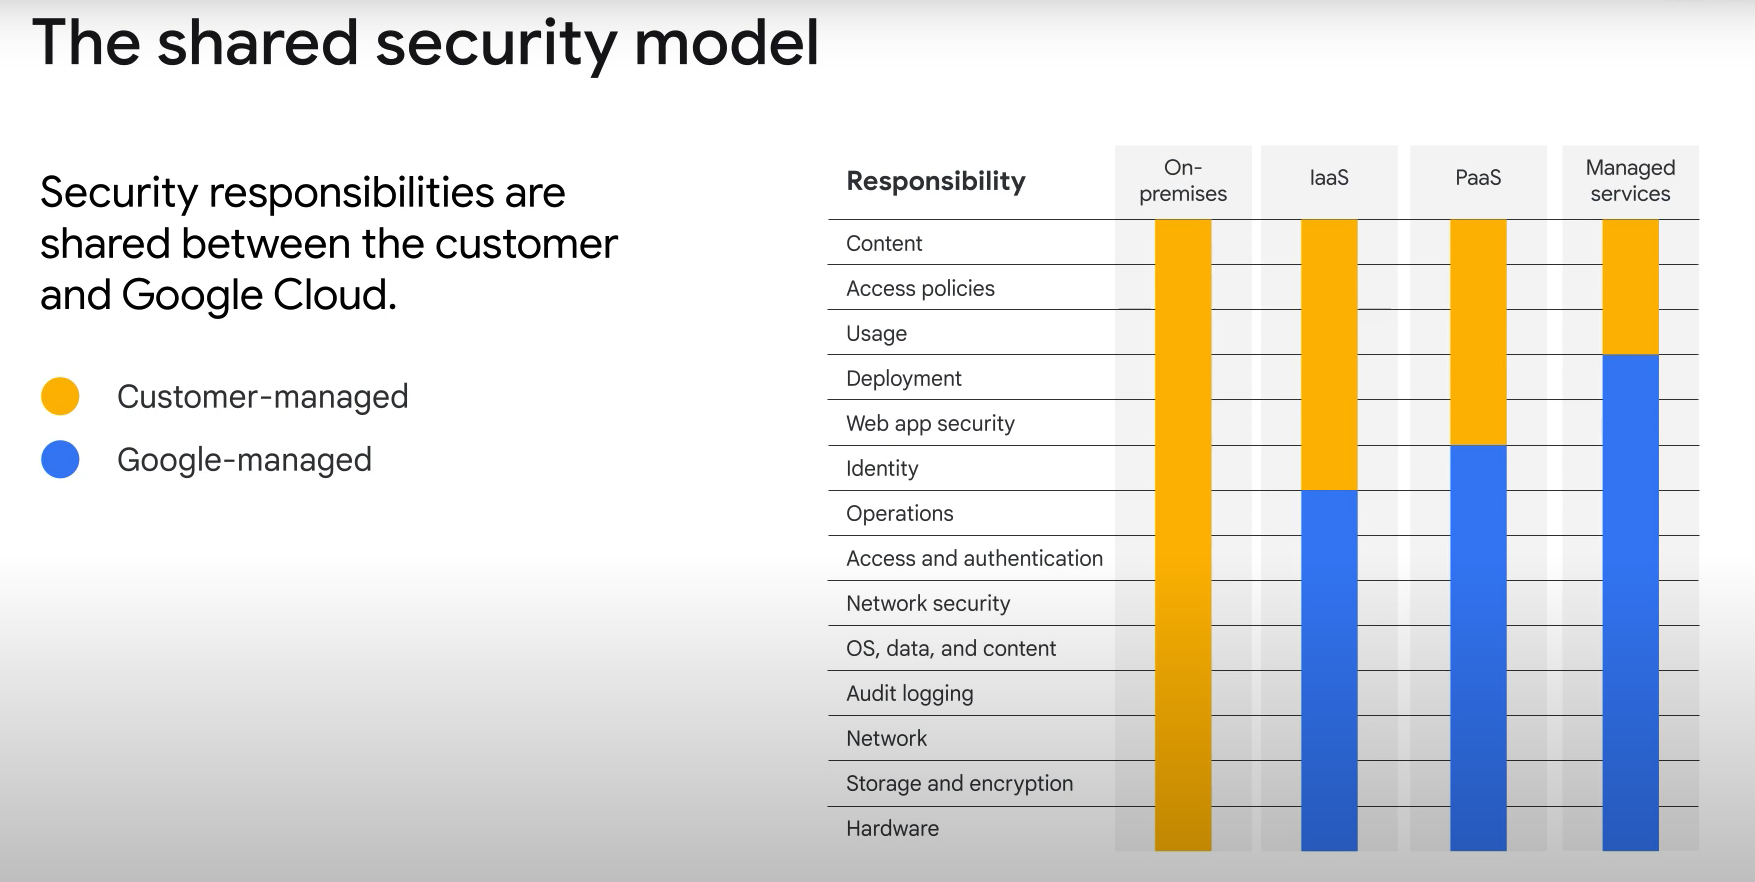 The shared security model
Security responsibilities are
shared between the customer
and Google Cloud.
Customer-managed
Google-managed
Responsibility
On-
premises
IaaS
PaaS
Managed
services
Content
Access policies
Usage
Deployment
Web app security
Identity
Operations
Access and authentication
Network security
OS, data, and content
Audit logging
Network
Storage and encryption
Hardware